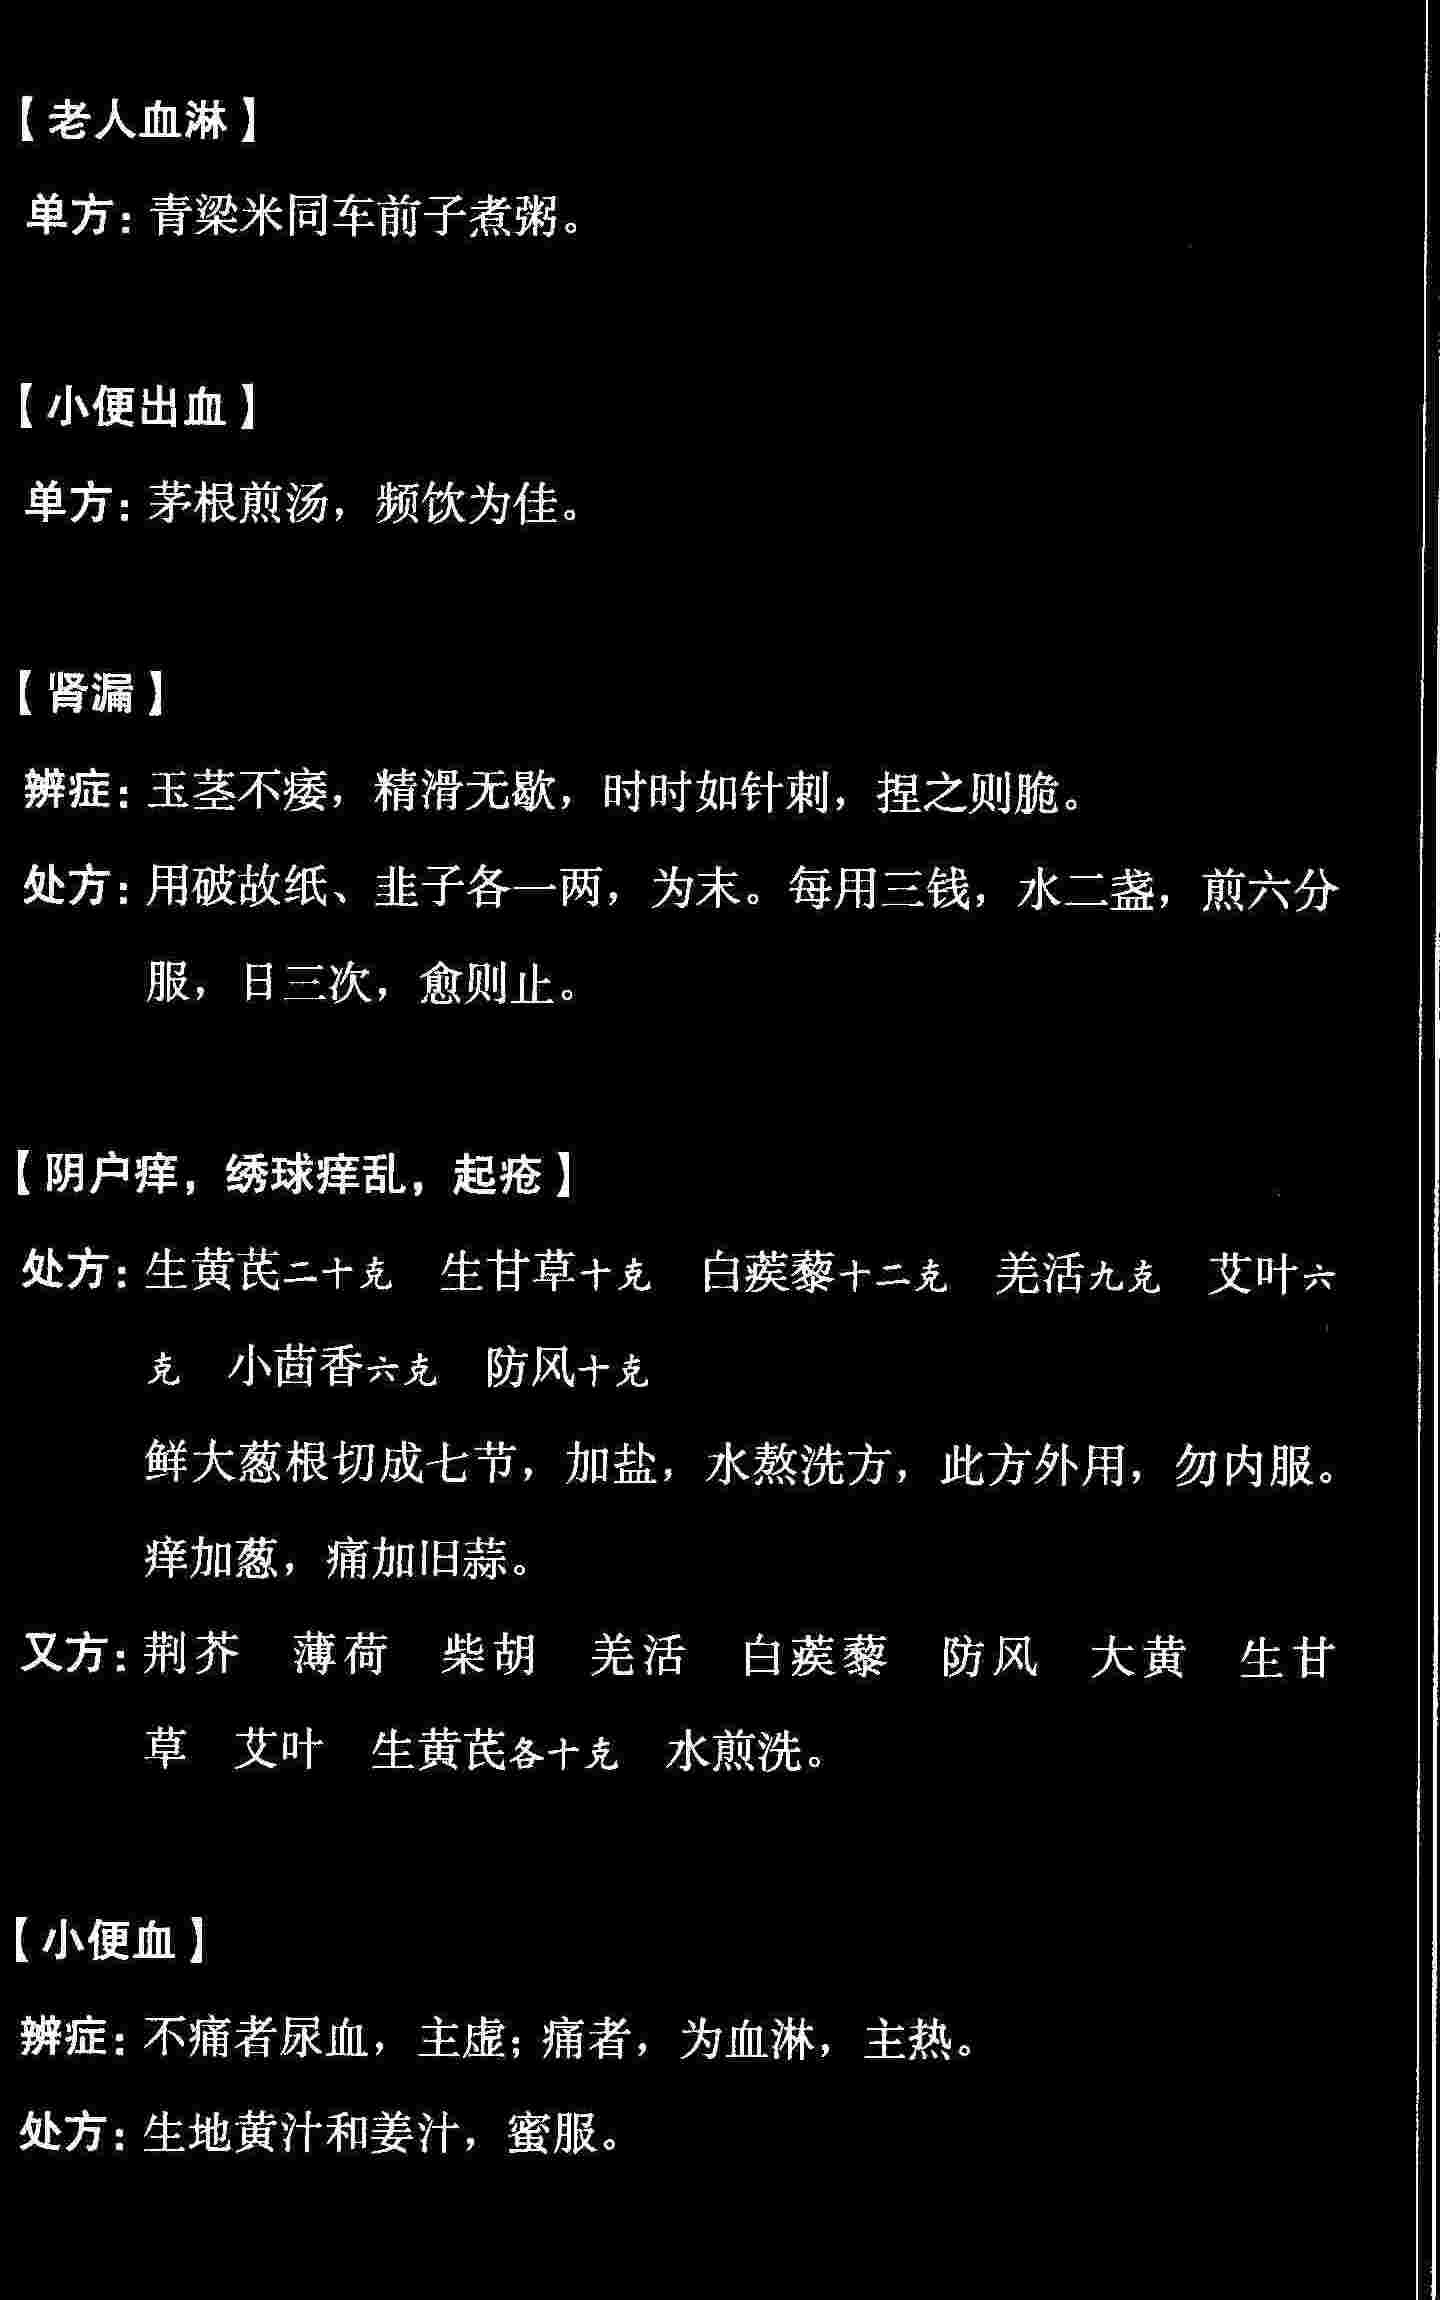 【老人血淋】
单方：青梁米同车前子煮粥。
【小便出血】
单方：茅根煎汤，频饮为佳。
【肾漏】
辨症：玉茎不痿，精滑无歇，时时如针刺，捏之则脆。
处方：用破故纸、韭子各一两，为末。每用三钱，水二盏，煎六分
服，日三次，愈则止。
【阴户痒，绣球痒乱，起疮】
处方：生黄芪二十克 生甘草十克 白蒺藜十二克 羌活九克 艾叶六
克 小茴香六克 防风十克
鲜大葱根切成七节，加盐，水熬洗方，此方外用，勿内服。
痒加葱，痛加旧蒜。
又方：荆芥 薄荷 柴胡 羌活 白蒺藜 防风 大黄 生甘
草 艾叶 生黄芪各十克 水煎洗。
【小便血】
辨症：不痛者尿血，主虚；痛者，为血淋，主热。
处方：生地黄汁和姜汁，蜜服。